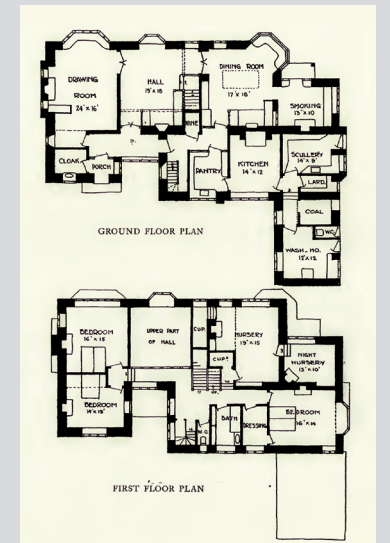 DRAWING
ROOM
24' × 16'
HALL
19' × 18
DINING ROOM
17' × 16'
SMOKING
13' × 10
WINE
CLOAK
PORCH
PANTRY
KITCHEN
14' × 12
SCULLERY
14' × 9'
LARD.
COAL
W.C.
WASH-HO.
12' × 12
GROUND FLOOR PLAN
BEDROOM
16' × 15
UPPER PART
OF HALL
CUP.
NURSERY
19' × 15
CUP.
NIGHT
NURSERY
13' × 10'
BEDROOM
14' × 13'
W.C.
BATH
DRESSING
BEDROOM
16' × 14
FIRST FLOOR PLAN